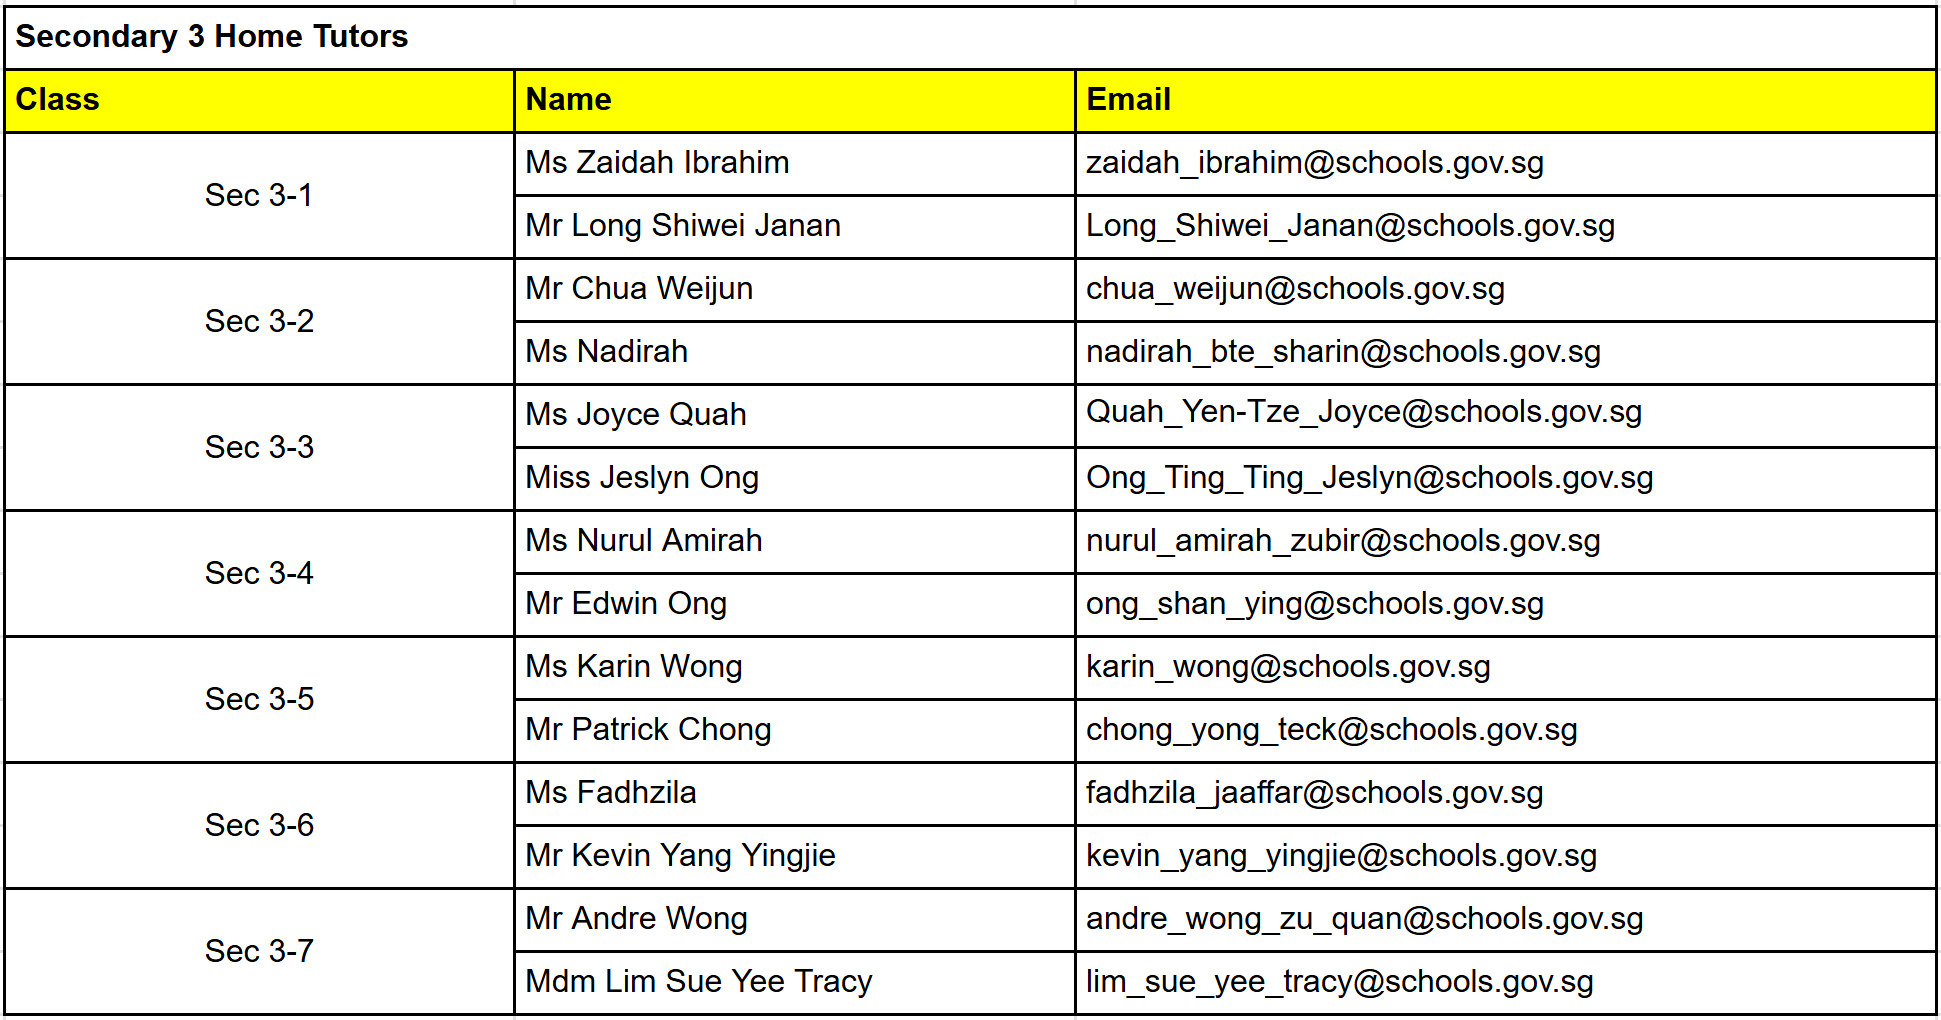 Secondary 3 Home Tutors
Class Name Email
Sec 3-1
Ms Zaidah Ibrahim zaidah_ibrahim@schools.gov.sg
Mr Long Shiwei Janan Long_Shiwei_Janan@schools.gov.sg
Sec 3-2
Mr Chua Weijun chua_weijun@schools.gov.sg
Ms Nadirah nadirah_bte_sharin@schools.gov.sg
Sec 3-3
Ms Joyce Quah Quah_Yen-Tze_Joyce@schools.gov.sg
Miss Jeslyn Ong Ong_Ting_Ting_Jeslyn@schools.gov.sg
Sec 3-4
Ms Nurul Amirah nurul_amirah_zubir@schools.gov.sg
Mr Edwin Ong ong_shan_ying@schools.gov.sg
Sec 3-5
Ms Karin Wong karin_wong@schools.gov.sg
Mr Patrick Chong chong_yong_teck@schools.gov.sg
Sec 3-6
Ms Fadhzila fadhzila_jaaffar@schools.gov.sg
Mr Kevin Yang Yingjie kevin_yang_yingjie@schools.gov.sg
Sec 3-7
Mr Andre Wong andre_wong_zu_quan@schools.gov.sg
Mdm Lim Sue Yee Tracy lim_sue_yee_tracy@schools.gov.sg